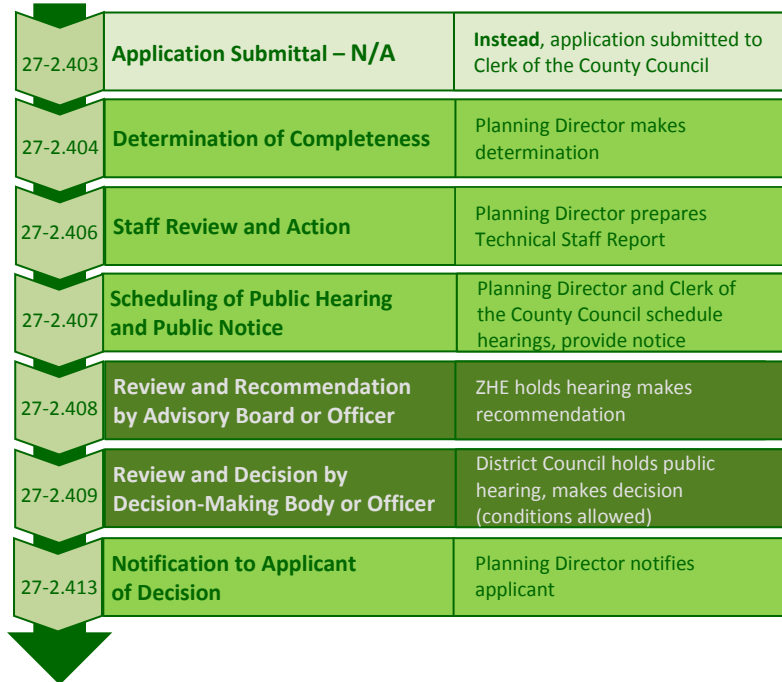 27-2.403
Application Submittal – N/A
Instead, application submitted to
Clerk of the County Council
27-2.404
Determination of Completeness
Planning Director makes
determination
27-2.406
Staff Review and Action
Planning Director prepares
Technical Staff Report
27-2.407
Scheduling of Public Hearing
and Public Notice
Planning Director and Clerk of
the County Council schedule
hearings, provide notice
27-2.408
Review and Recommendation
by Advisory Board or Officer
ZHE holds hearing makes
recommendation
27-2.409
Review and Decision by
Decision-Making Body or Officer
District Council holds public
hearing, makes decision
(conditions allowed)
27-2.413
Notification to Applicant
of Decision
Planning Director notifies
applicant